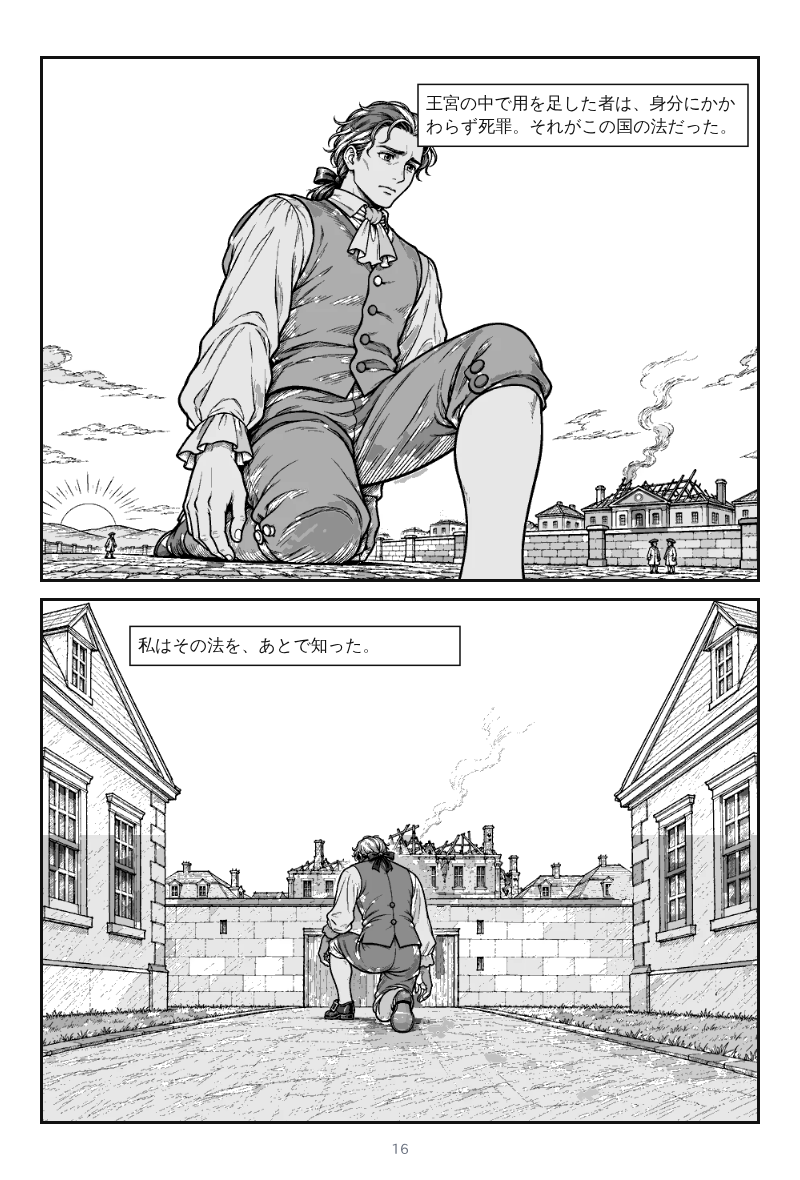 王宮の中で用を足した者は、身分にかか
わらず死罪。それがこの国の法だった。
私はその法を、あとで知った。
16